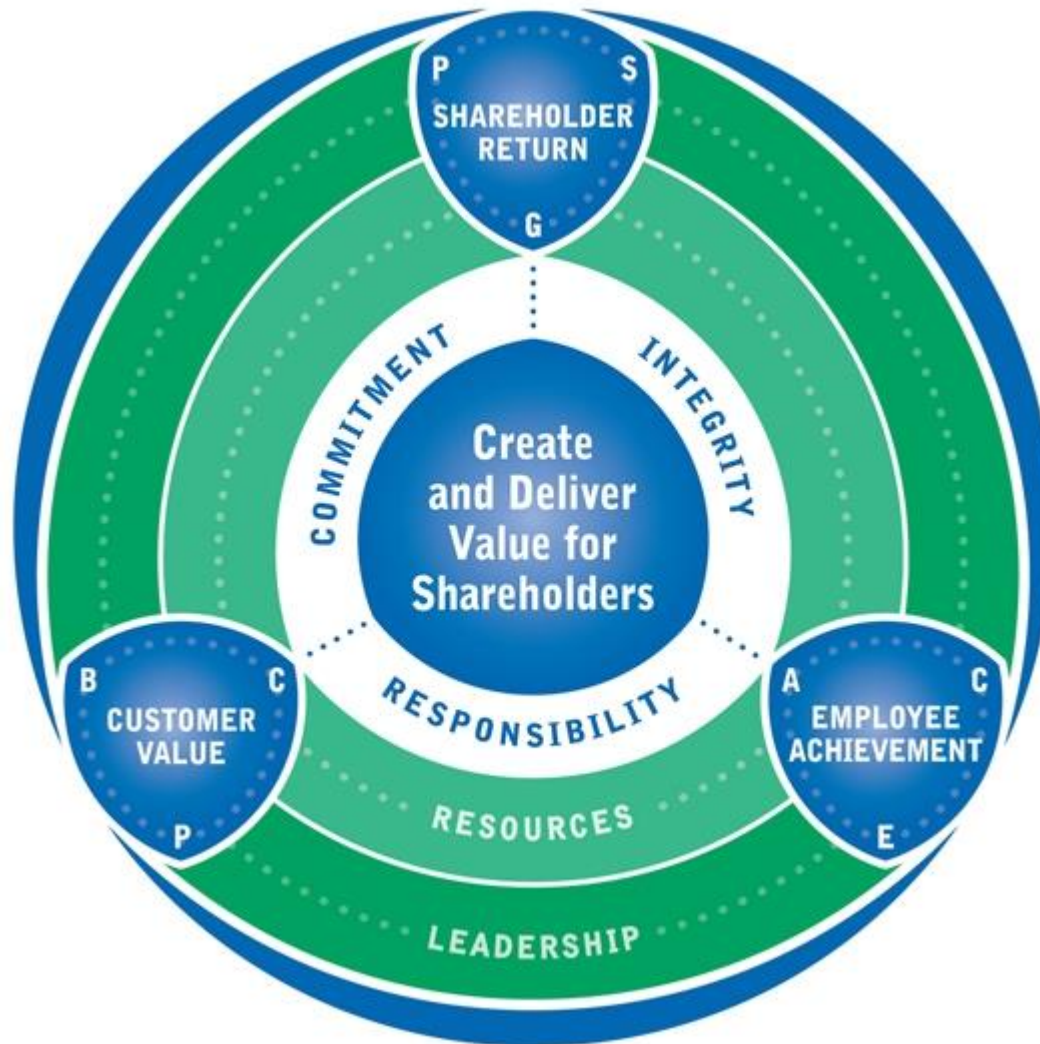 P S
SHAREHOLDER
RETURN
G
COMMITMENT
INTEGRITY
Create
and Deliver
Value for
Shareholders
RESPONSIBILITY
B C
CUSTOMER
VALUE
P
A C
EMPLOYEE
ACHIEVEMENT
E
RESOURCES
LEADERSHIP